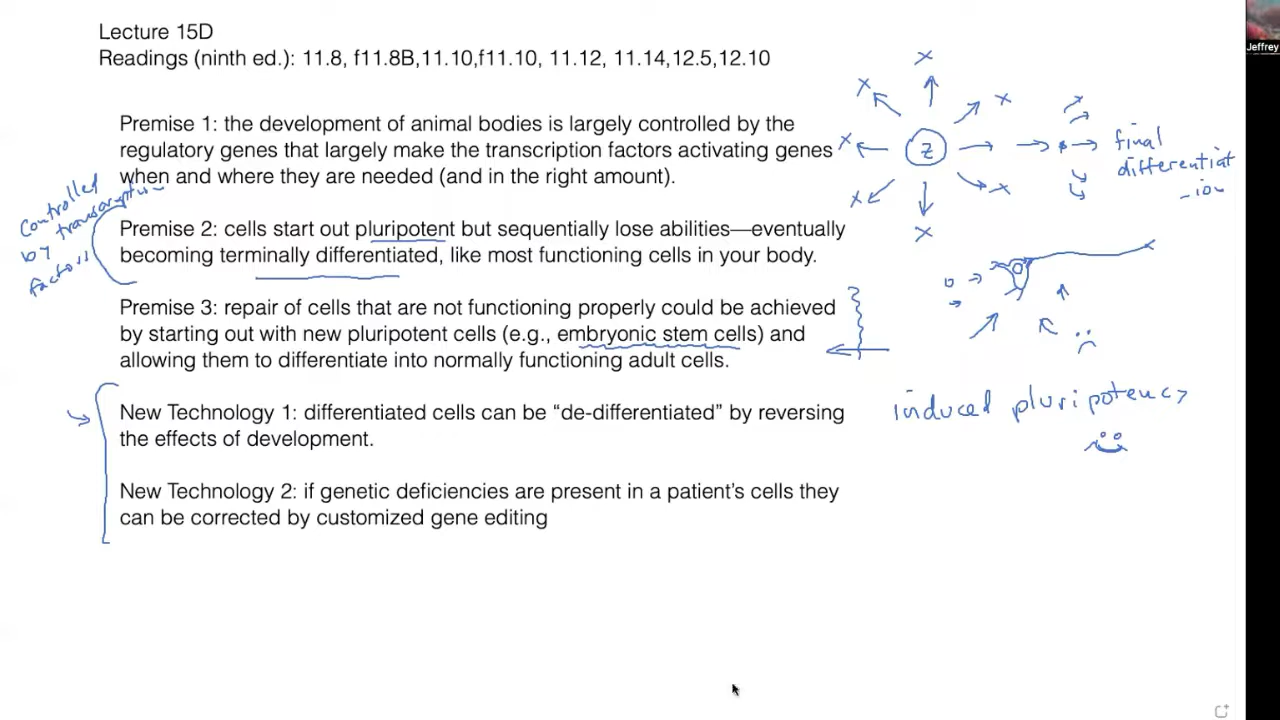 Lecture 15D
Readings (ninth ed.): 11.8, f11.8B,11.10,f11.10, 11.12, 11.14,12.5,12.10
Premise 1: the development of animal bodies is largely controlled by the
regulatory genes that largely make the transcription factors activating genes
when and where they are needed (and in the right amount).
Controlled
by transcription
factors
Premise 2: cells start out pluripotent but sequentially lose abilities—eventually
becoming terminally differentiated, like most functioning cells in your body.
Premise 3: repair of cells that are not functioning properly could be achieved
by starting out with new pluripotent cells (e.g., embryonic stem cells) and
allowing them to differentiate into normally functioning adult cells.
New Technology 1: differentiated cells can be “de-differentiated” by reversing
the effects of development.
New Technology 2: if genetic deficiencies are present in a patient’s cells they
can be corrected by customized gene editing
X
X
X
X
Z
X
X
X
final
differentiat
-ion
induced pluripotency
Jeffrey